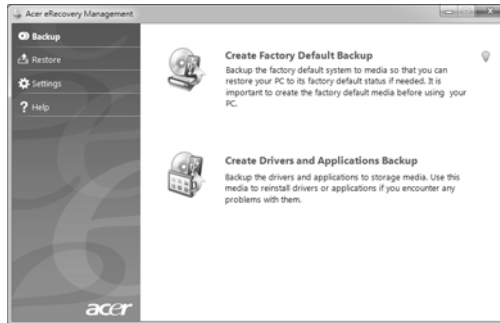 Acer eRecovery Management
Backup
Restore
Settings
Help
Create Factory Default Backup
Backup the factory default system to media so that you can
restore your PC to its factory default status if needed. It is
important to create the factory default media before using your
PC.
Create Drivers and Applications Backup
Backup the drivers and applications to storage media. Use this
media to reinstall drivers or applications if you encounter any
problems with them.
acer